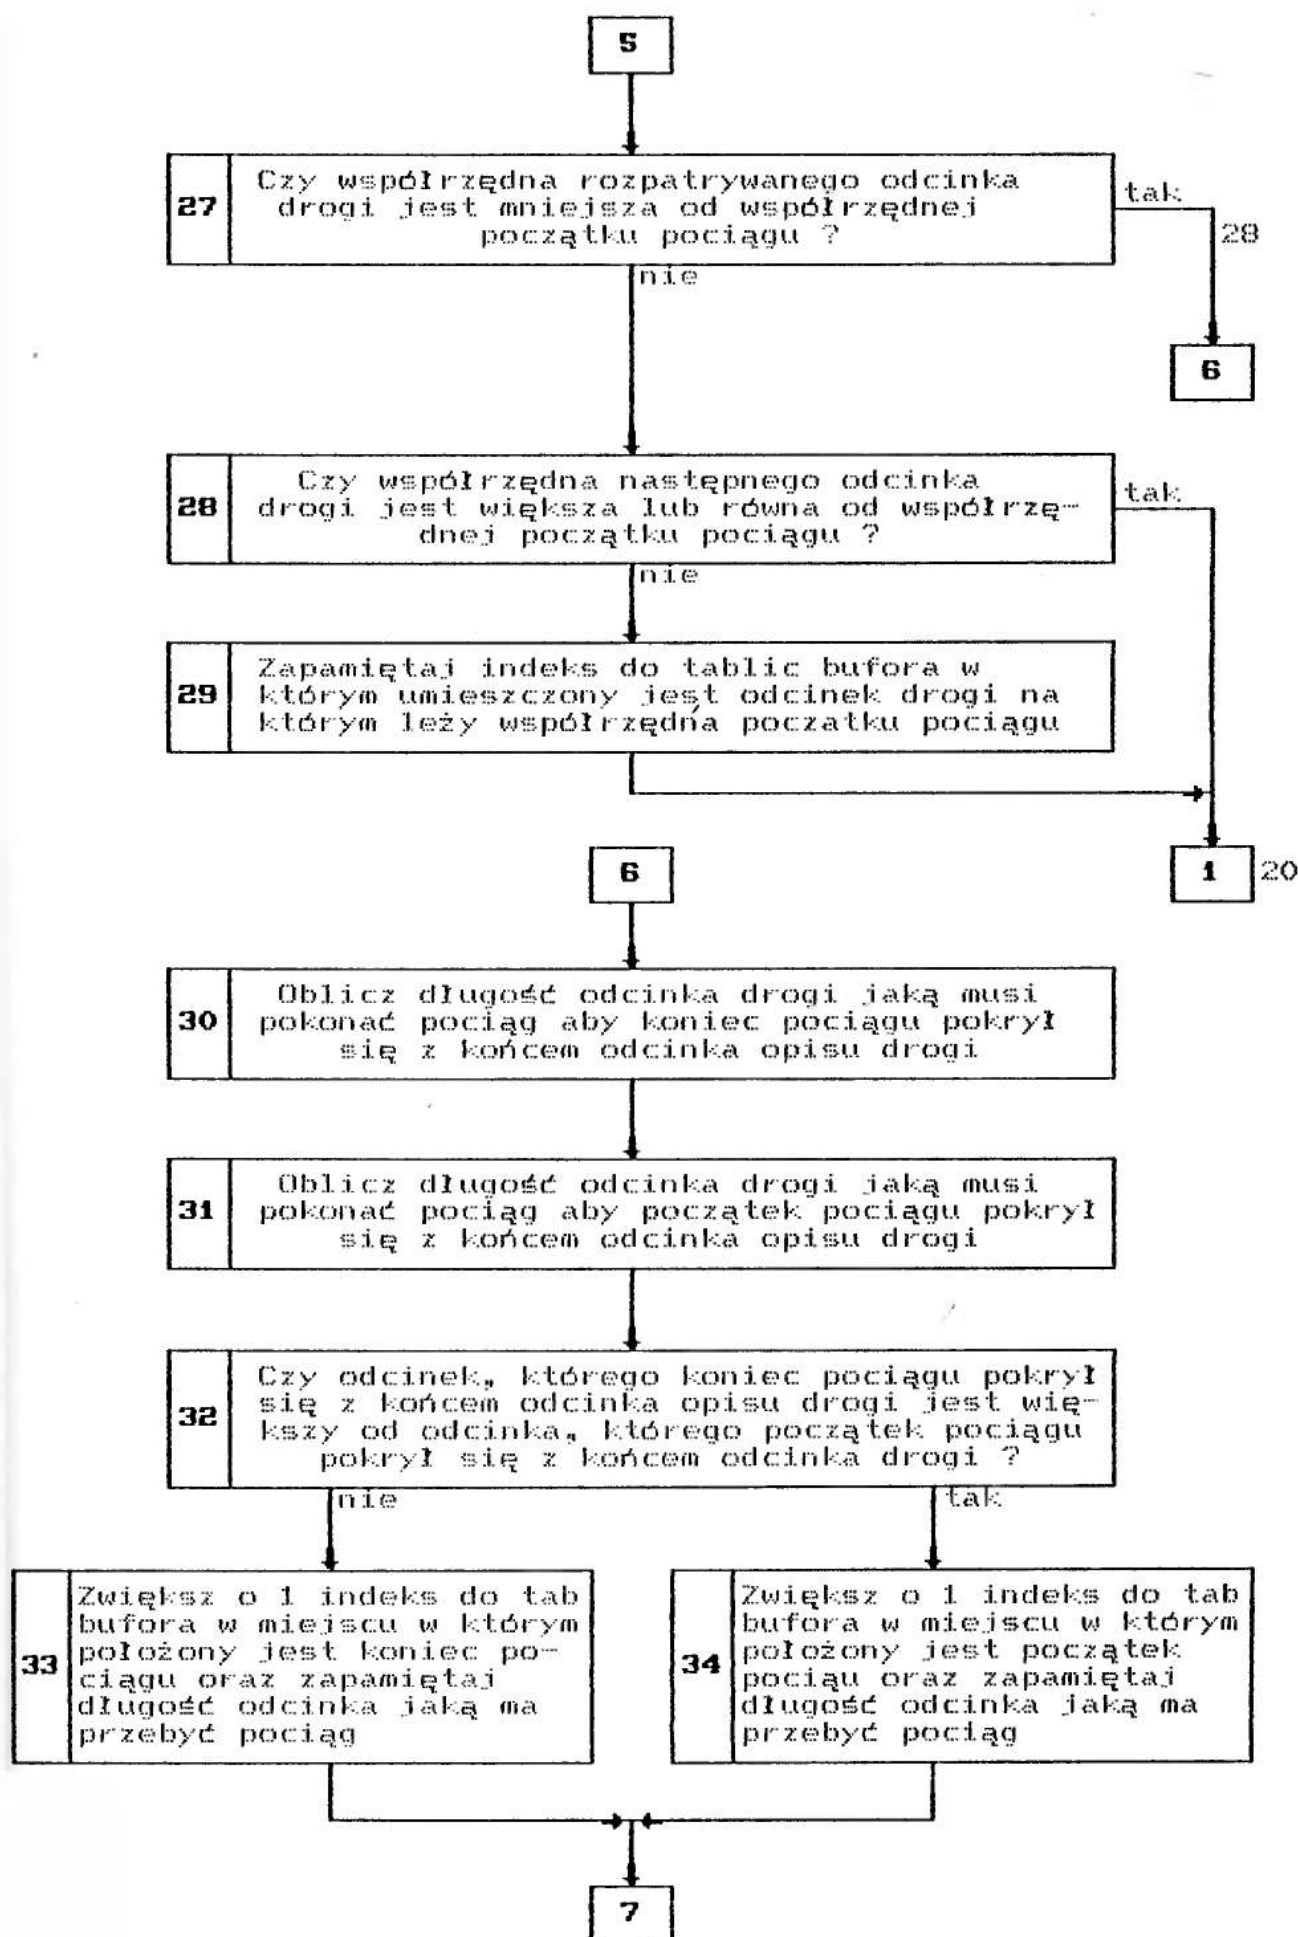 5
27
Czy współrzędna rozpatrywanego odcinka
drogi jest mniejsza od współrzędnej
początku pociągu ?
tak
28
nie
6
28
Czy współrzędna następnego odcinka
drogi jest większa lub równa od współrzę-
dnej początku pociągu ?
tak
nie
29
Zapamiętaj indeks do tablic bufora w
którym umieszczony jest odcinek drogi na
którym leży współrzędna poczatku pociągu
6
1
20
30
Oblicz długość odcinka drogi jaką musi
pokonać pociąg aby koniec pociągu pokrył
się z końcem odcinka opisu drogi
31
Oblicz długość odcinka drogi jaką musi
pokonać pociąg aby początek pociągu pokrył
się z końcem odcinka opisu drogi
32
Czy odcinek, którego koniec pociągu pokrył
się z końcem odcinka opisu drogi jest wię-
kszy od odcinka, którego początek pociągu
pokrył się z końcem odcinka drogi ?
nie
tak
33
Zwiększ o 1 indeks do tab
bufora w miejscu w którym
położony jest koniec po-
ciągu oraz zapamiętaj
długość odcinka jaką ma
przebyć pociąg
34
Zwiększ o 1 indeks do tab
bufora w miejscu w którym
położony jest początek
pociąu oraz zapamiętaj
długość odcinka jaką ma
przebyć pociąg
7